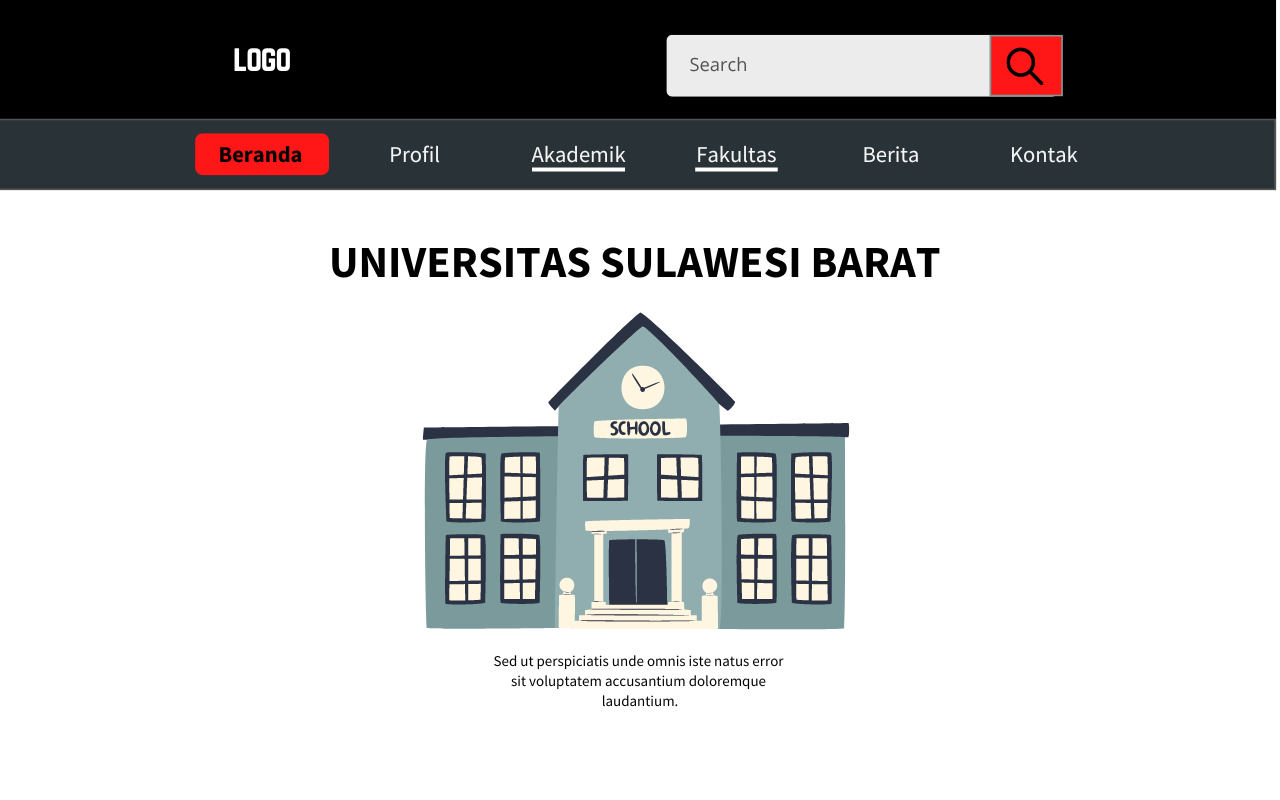 LOGO
Search
Beranda Profil Akademik Fakultas Berita Kontak
UNIVERSITAS SULAWESI BARAT
SCHOOL
Sed ut perspiciatis unde omnis iste natus error
sit voluptatem accusantium doloremque
laudantium.